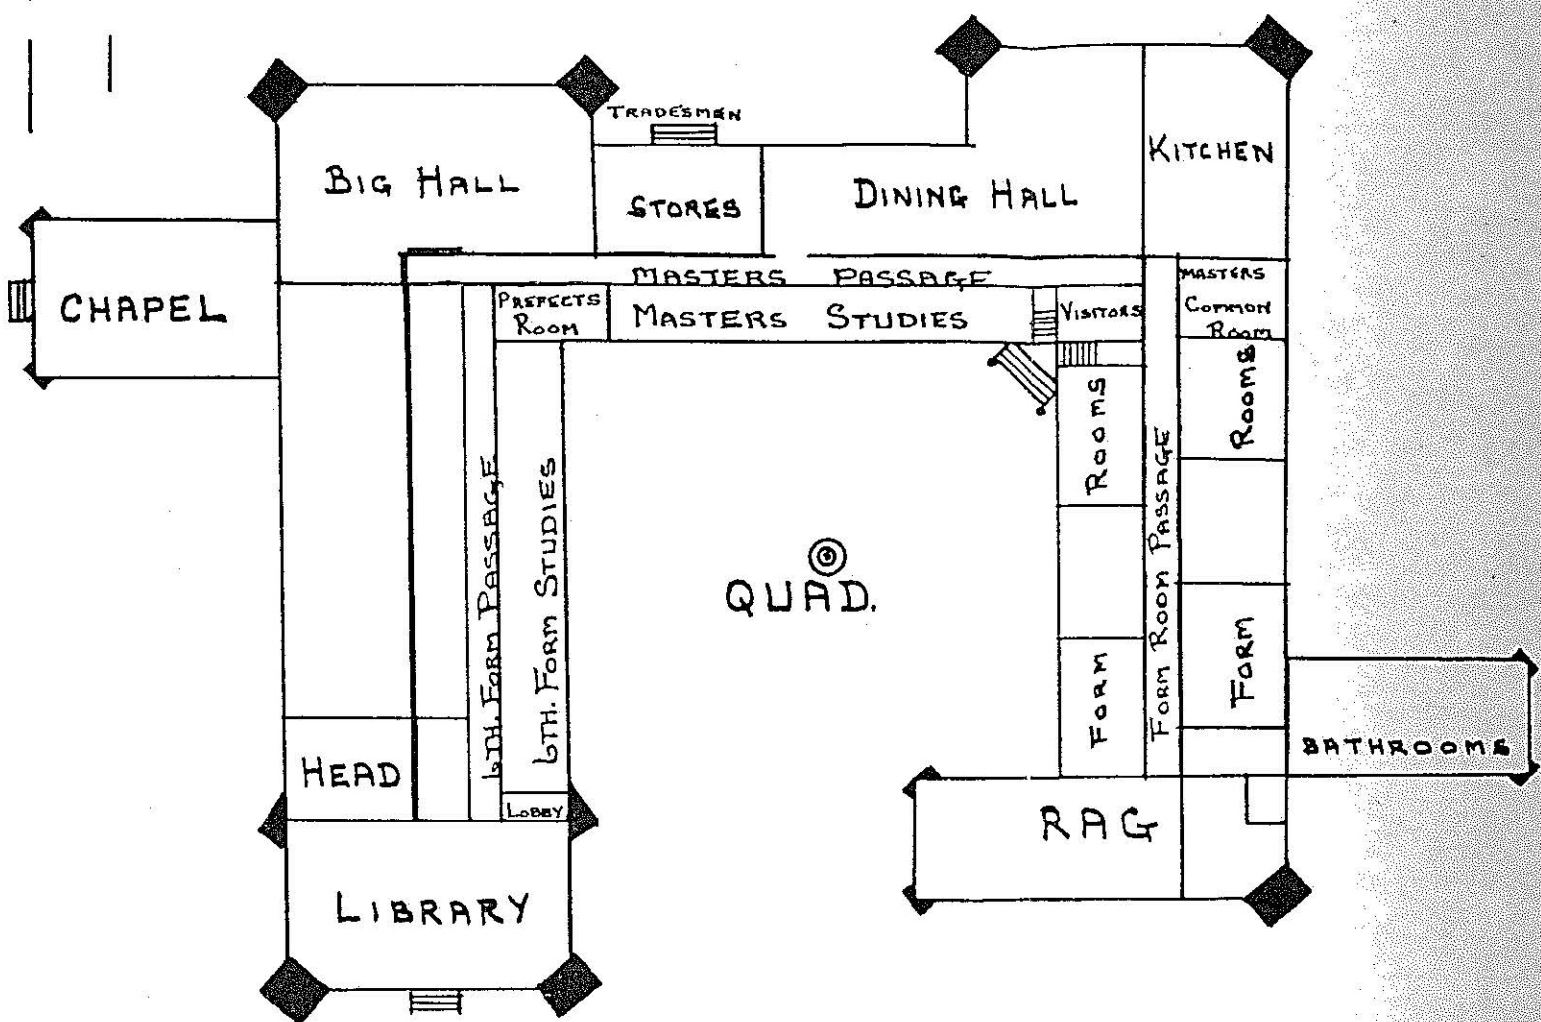 TRADESMEN
BIG HALL
STORES
DINING HALL
KITCHEN
CHAPEL
MASTERS PASSAGE
PREFECTS
ROOM
MASTERS STUDIES
VISITORS
MASTERS
COMMON
ROOM
6TH. FORM PASSAGE
6TH. FORM STUDIES
QUAD.
ROOMS
FORM
FORM ROOM PASSAGE
ROOMS
FORM
BATHROOMS
HEAD
LOBBY
RAG
LIBRARY